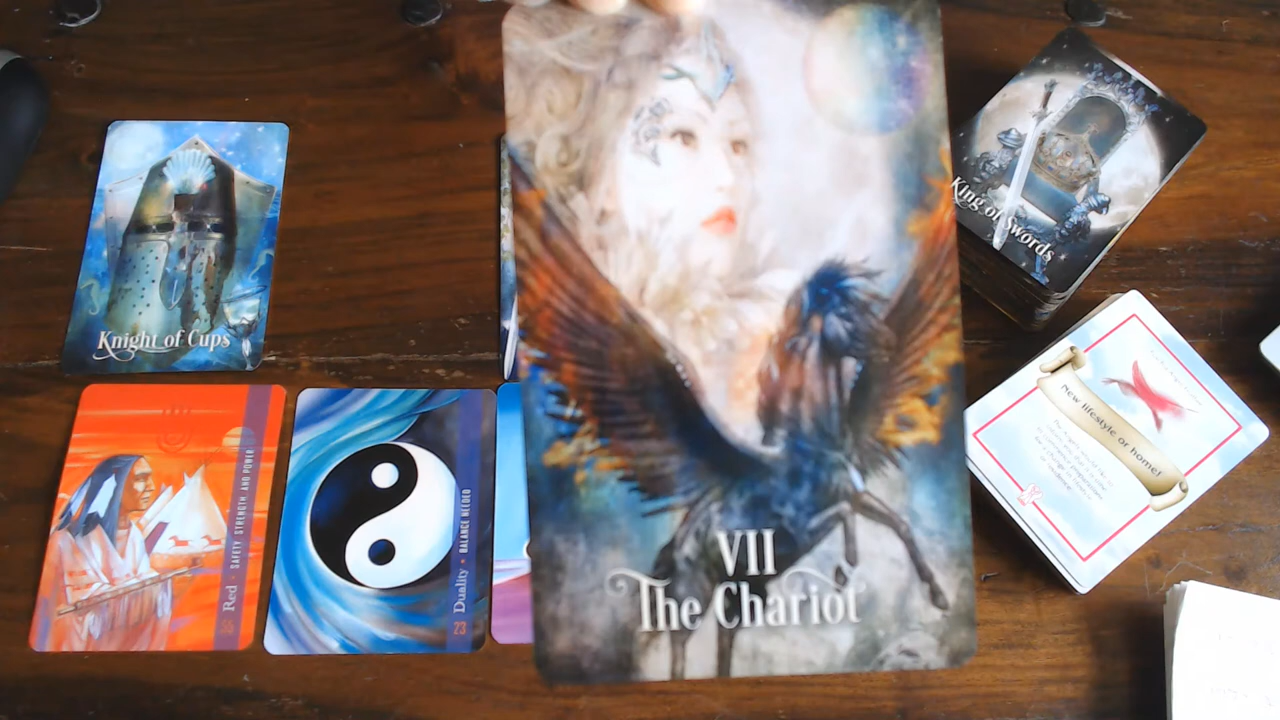 Knight of Cups
VII
The Chariot
King of Swords
Red • SAFETY, STRENGTH, AND POWER
Duality • BALANCE NEEDED
23
New lifestyle or home!